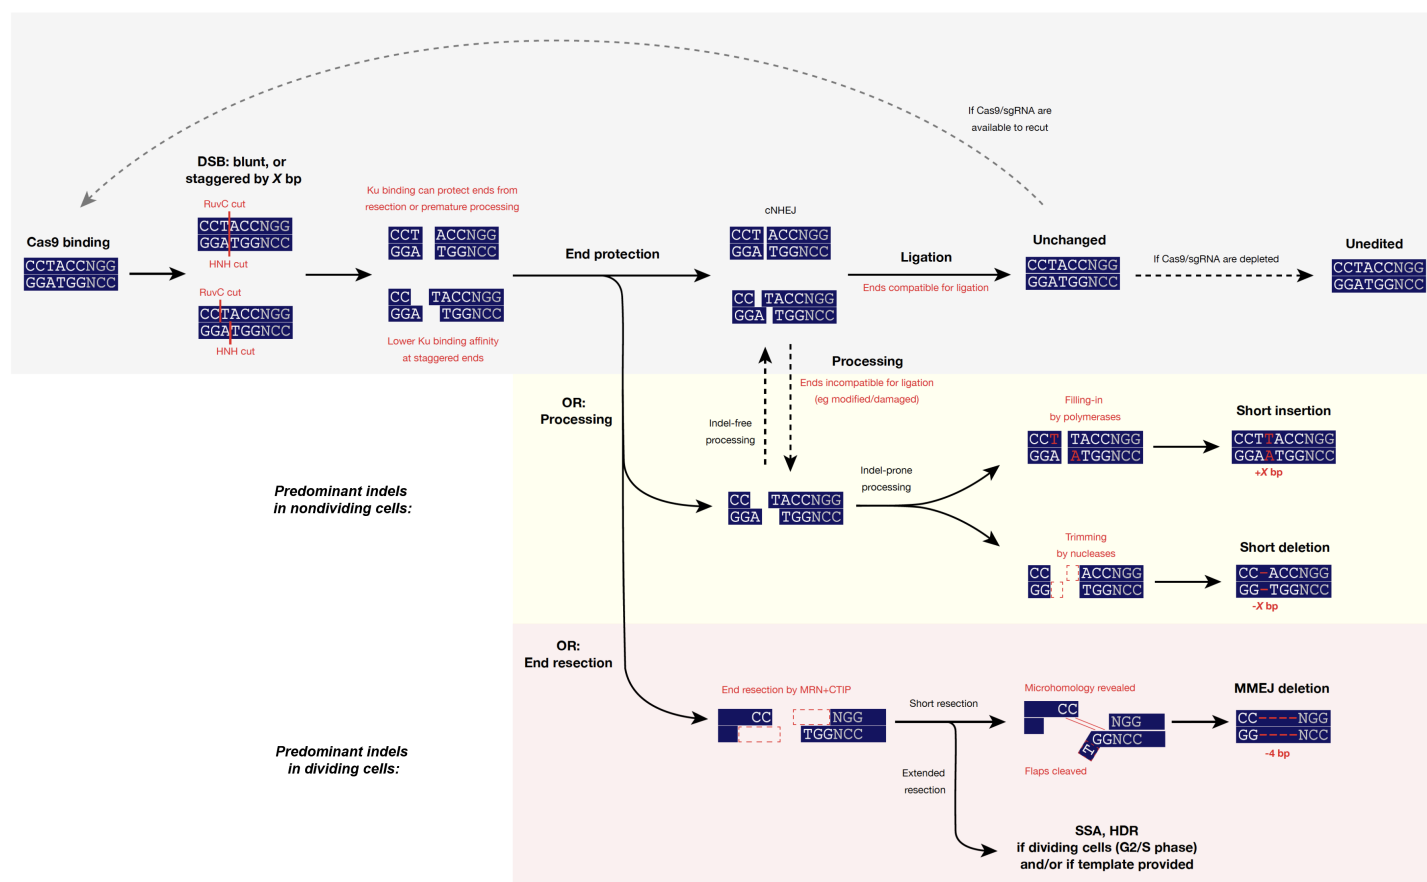 If Cas9/sgRNA are
available to recut
DSB: blunt, or
staggered by X bp
RuvC cut
CCTACCNGG
GGATGGNCC
HNH cut
RuvC cut
CCTACCNGG
GGATGGNCC
HNH cut
Cas9 binding
CCTACCNGG
GGATGGNCC
Ku binding can protect ends from
resection or premature processing
CCT ACCNGG
GGA TGGNCC
CC TACCNGG
GGA TGGNCC
Lower Ku binding affinity
at staggered ends
End protection
cNHEJ
CCT ACCNGG
GGA TGGNCC
CC TACCNGG
GGA TGGNCC
Ligation
Ends compatible for ligation
Unchanged
CCTACCNGG
GGATGGNCC
If Cas9/sgRNA are depleted
Unedited
CCTACCNGG
GGATGGNCC
Processing
Ends incompatible for ligation
(eg modified/damaged)
OR:
Processing
Indel-free
processing
Predominant indels
in nondividing cells:
CC TACCNGG
GGA TGGNCC
Indel-prone
processing
Filling-in
by polymerases
CCT TACCNGG
GGA ATGGNCC
Short insertion
CCTTACCNGG
GGAATGGNCC
+X bp
Trimming
by nucleases
CC ACCNGG
GG TGGNCC
Short deletion
CC-ACCNGG
GG-TGGNCC
-X bp
OR:
End resection
Predominant indels
in dividing cells:
End resection by MRN+CTIP
CC NGG
TGGNCC
Short resection
Extended
resection
Microhomology revealed
CC
NGG
GGNCC
T
Flaps cleaved
MMEJ deletion
CC----NGG
GG----NCC
-4 bp
SSA, HDR
if dividing cells (G2/S phase)
and/or if template provided